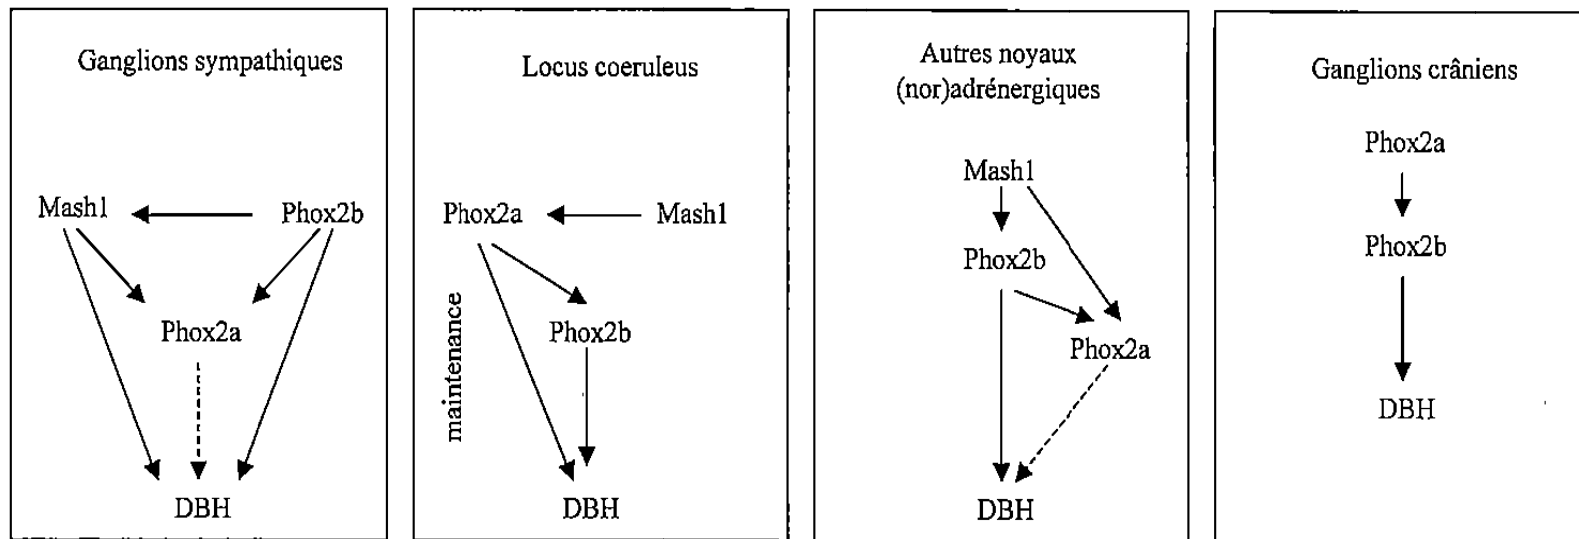 Ganglions sympathiques
Mash1
Phox2b
Phox2a
DBH
Locus coeruleus
Phox2a
Mash1
maintenance
Phox2b
DBH
Autres noyaux
(nor)adrénergiques
Mash1
Phox2b
Phox2a
DBH
Ganglions crâniens
Phox2a
Phox2b
DBH